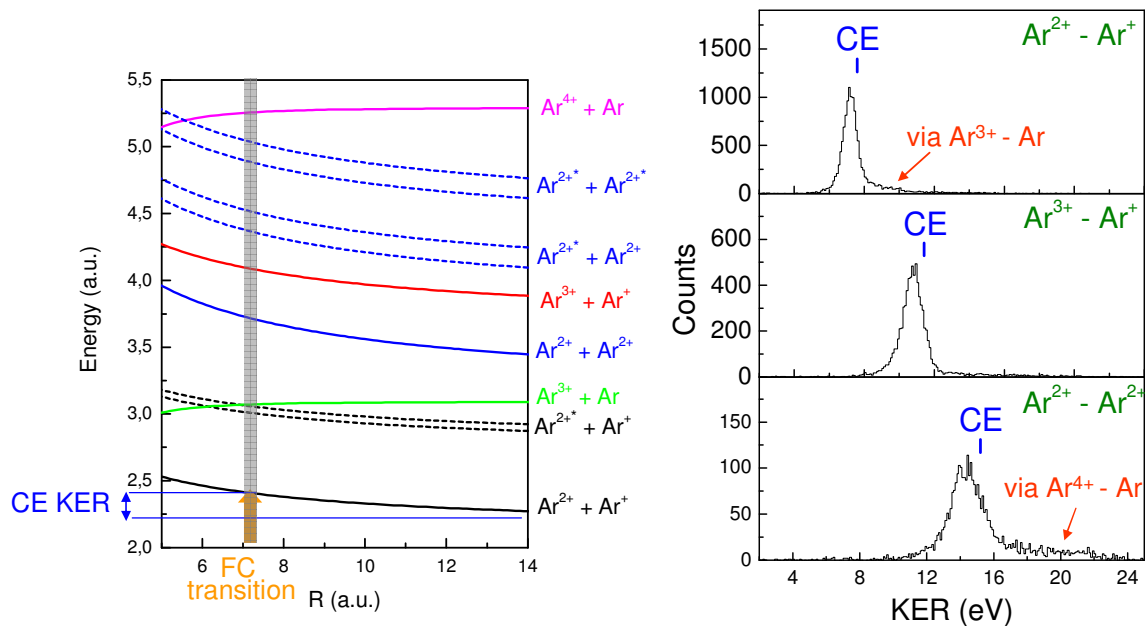 5,5
5,0
4,5
4,0
3,5
3,0
2,5
2,0
Energy (a.u.)
6 8 10 12 14
R (a.u.)
Ar⁴⁺ + Ar
Ar²⁺* + Ar²⁺*
Ar²⁺* + Ar²⁺
Ar³⁺ + Ar⁺
Ar²⁺ + Ar²⁺
Ar³⁺ + Ar
Ar²⁺* + Ar⁺
Ar²⁺ + Ar⁺
CE KER
FC
transition
1500
1000
500
0
CE
Ar²⁺ - Ar⁺
via Ar³⁺ - Ar
600
400
200
0
CE
Ar³⁺ - Ar⁺
Counts
150
100
50
0
CE
Ar²⁺ - Ar²⁺
via Ar⁴⁺ - Ar
4 8 12 16 20 24
KER (eV)